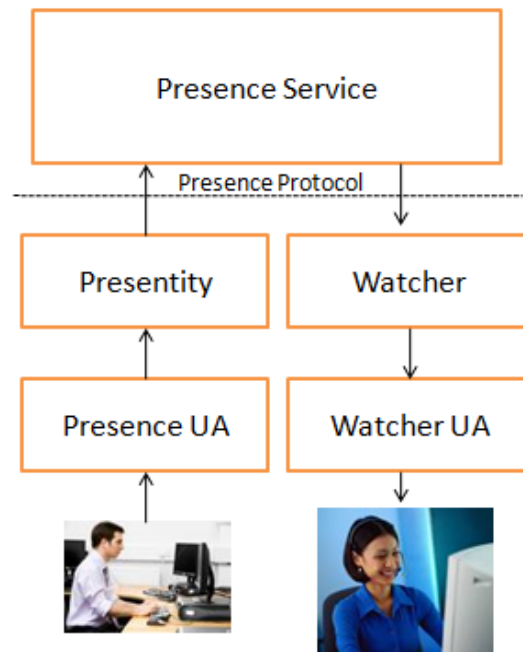 Presence Service
Presence Protocol
Presentity
Watcher
Presence UA
Watcher UA